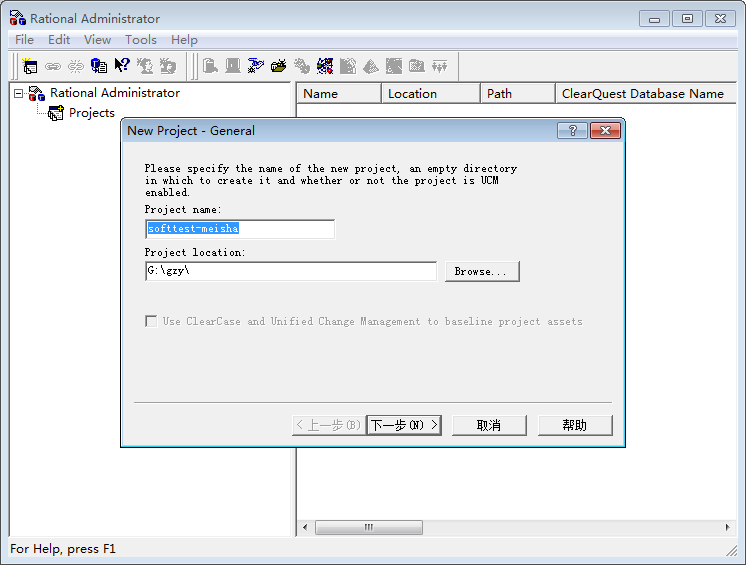 Rational Administrator
File Edit View Tools Help
Rational Administrator
Projects
Name Location Path ClearQuest Database Name
New Project - General
Please specify the name of the new project, an empty directory
in which to create it and whether or not the project is UCM
enabled.
Project name:
softtest-meisha
Project location:
G:\gzy\
Browse...
Use ClearCase and Unified Change Management to baseline project assets
< 上一步(B) 下一步(N) > 取消 帮助
For Help, press F1